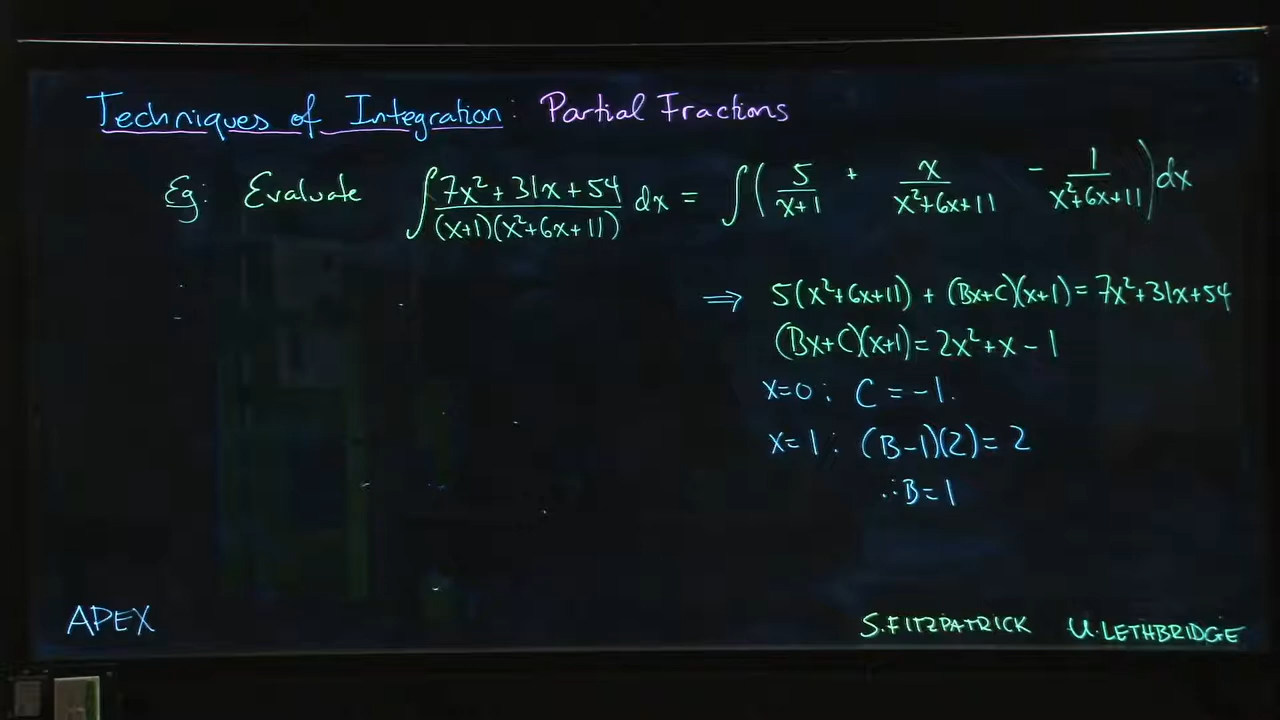 Techniques of Integration: Partial Fractions
Eg: Evaluate ∫ (7x² + 31x + 54)/((x+1)(x²+6x+11)) dx = ∫ ( 5/(x+1) + x/(x²+6x+11) - 1/(x²+6x+11) ) dx
⇒ 5(x²+6x+11) + (Bx+C)(x+1) = 7x²+31x+54
(Bx+C)(x+1) = 2x²+x-1
x=0: C=-1.
x=1: (B-1)(2)=2
∴B=1
APEX
S.FITZPATRICK U.LETHBRIDGE